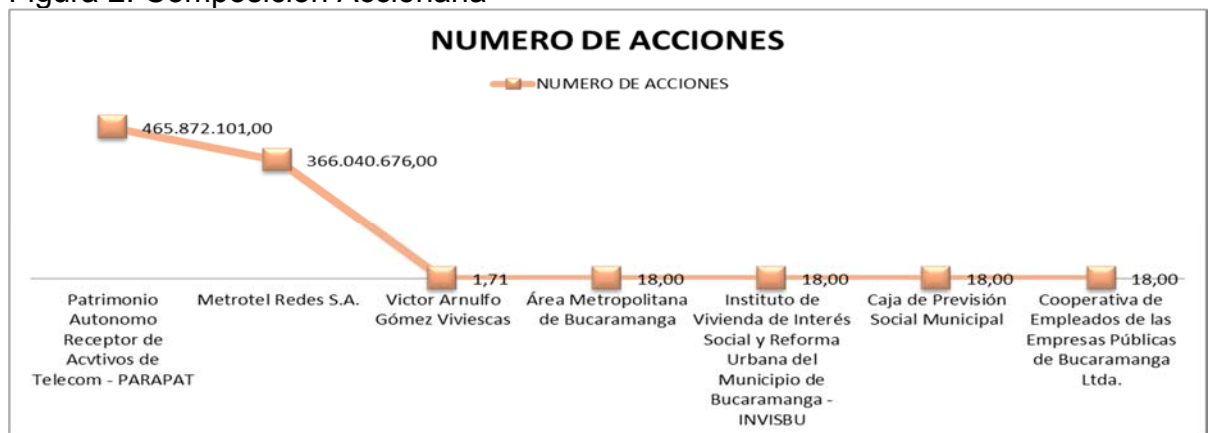 Figura 2. Composición Accionaria
NUMERO DE ACCIONES
NUMERO DE ACCIONES
465.872.101,00
366.040.676,00
1,71
18,00
18,00
18,00
18,00
Patrimonio
Autonomo
Receptor de
Acvtivos de
Telecom - PARAPAT
Metrotel Redes S.A.
Victor Arnulfo
Gómez Viviescas
Área Metropolitana
de Bucaramanga
Instituto de
Vivienda de Interés
Social y Reforma
Urbana del
Municipio de
Bucaramanga -
INVISBU
Caja de Previsión
Social Municipal
Cooperativa de
Empleados de las
Empresas Públicas
de Bucaramanga
Ltda.